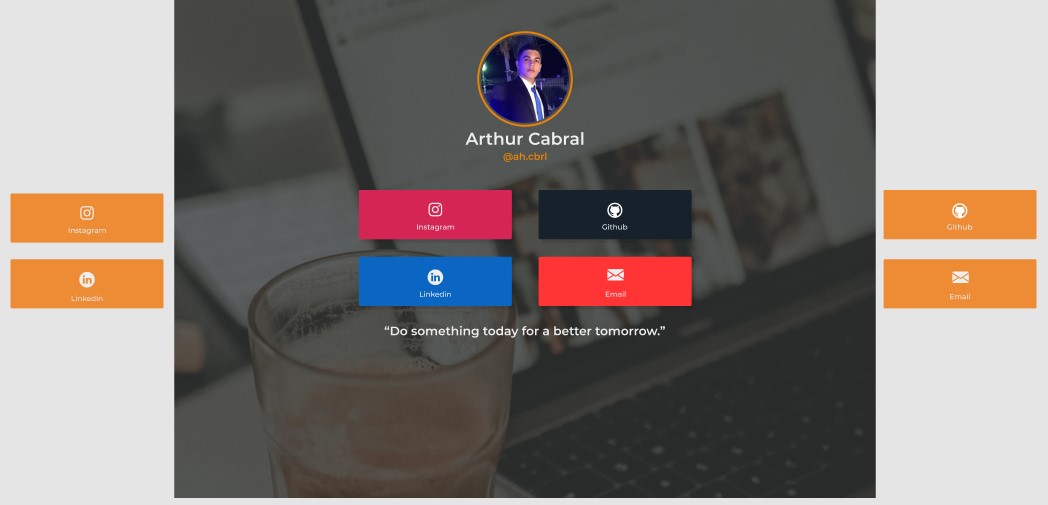 Arthur Cabral
@ah.cbrl
Instagram
Instagram
Github
Github
Linkedin
Linkedin
Email
Email
“Do something today for a better tomorrow.”